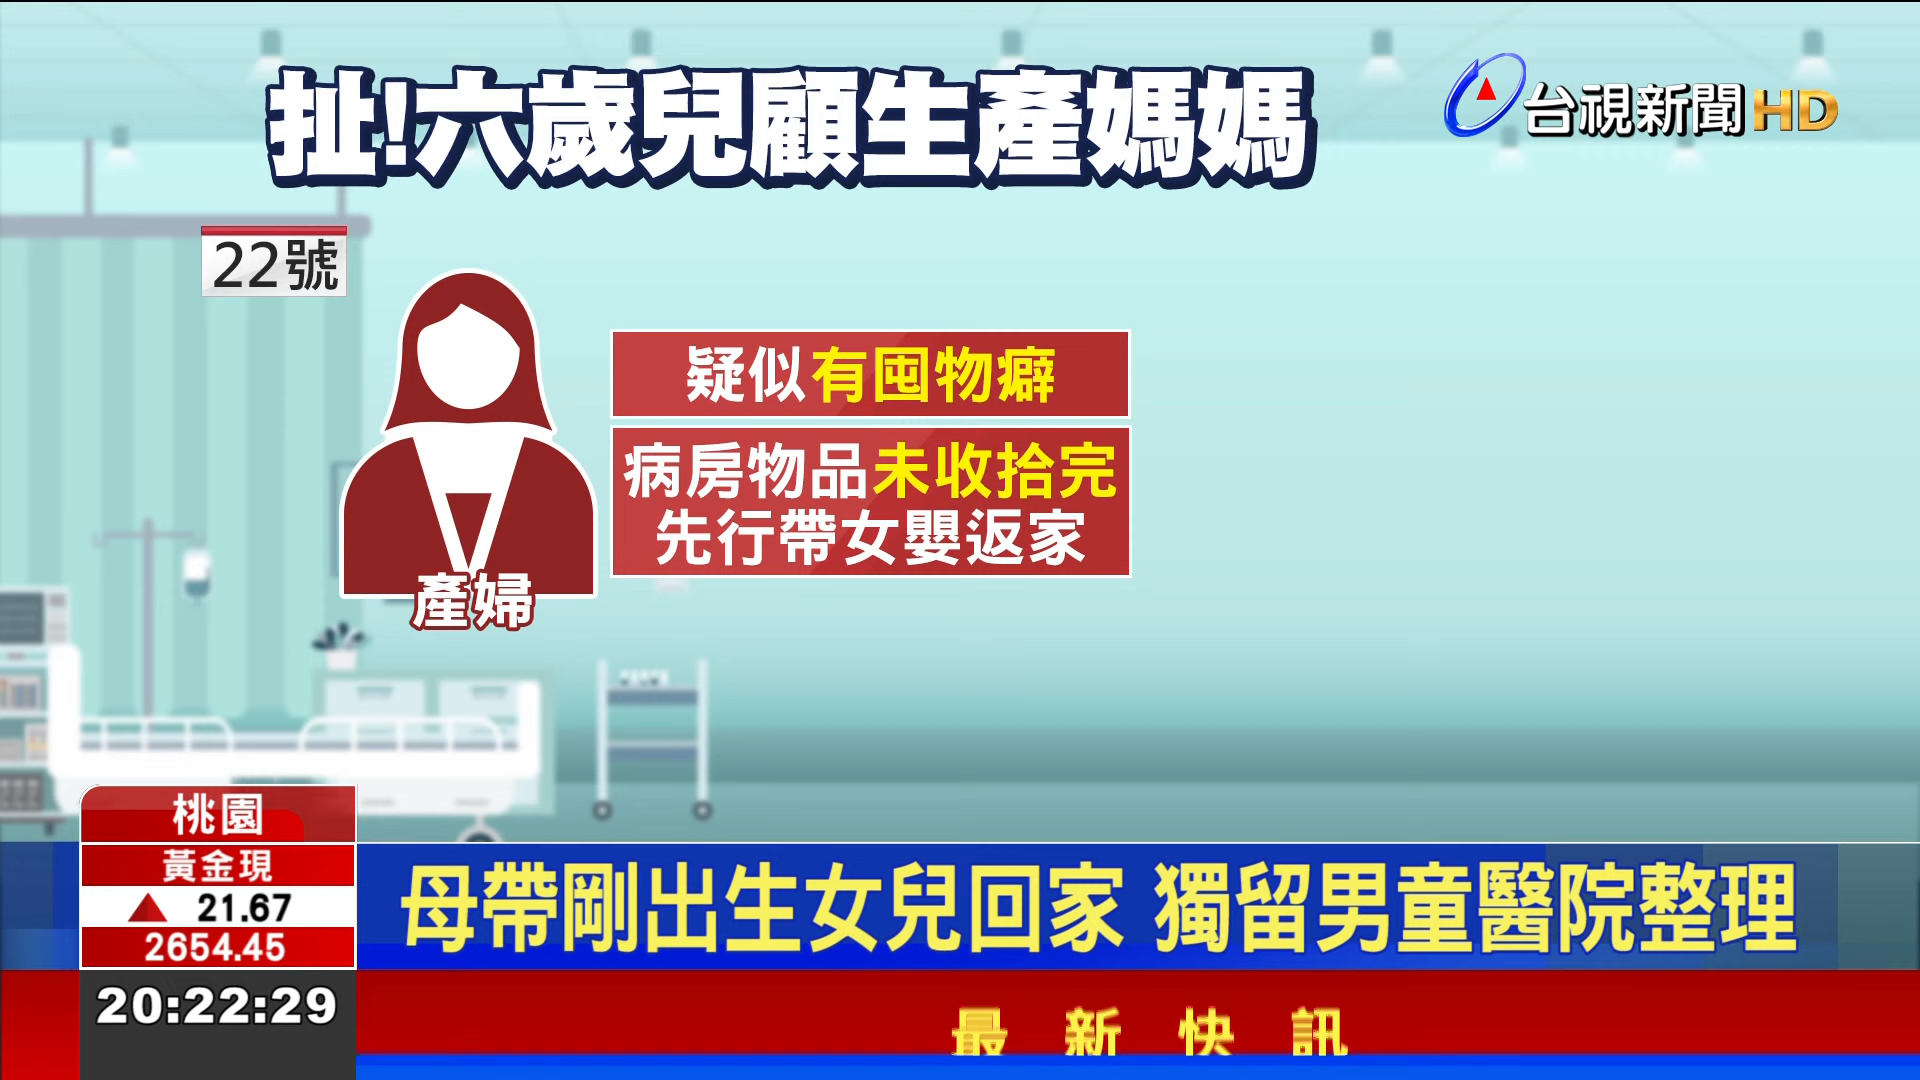 扯!六歲兒顧生產媽媽
台視新聞HD
22號
疑似有囤物癖
病房物品未收拾完
先行帶女嬰返家
產婦
桃園
黃金現
▲ 21.67
2654.45
母帶剛出生女兒回家 獨留男童醫院整理
20:22:29
最新快訊